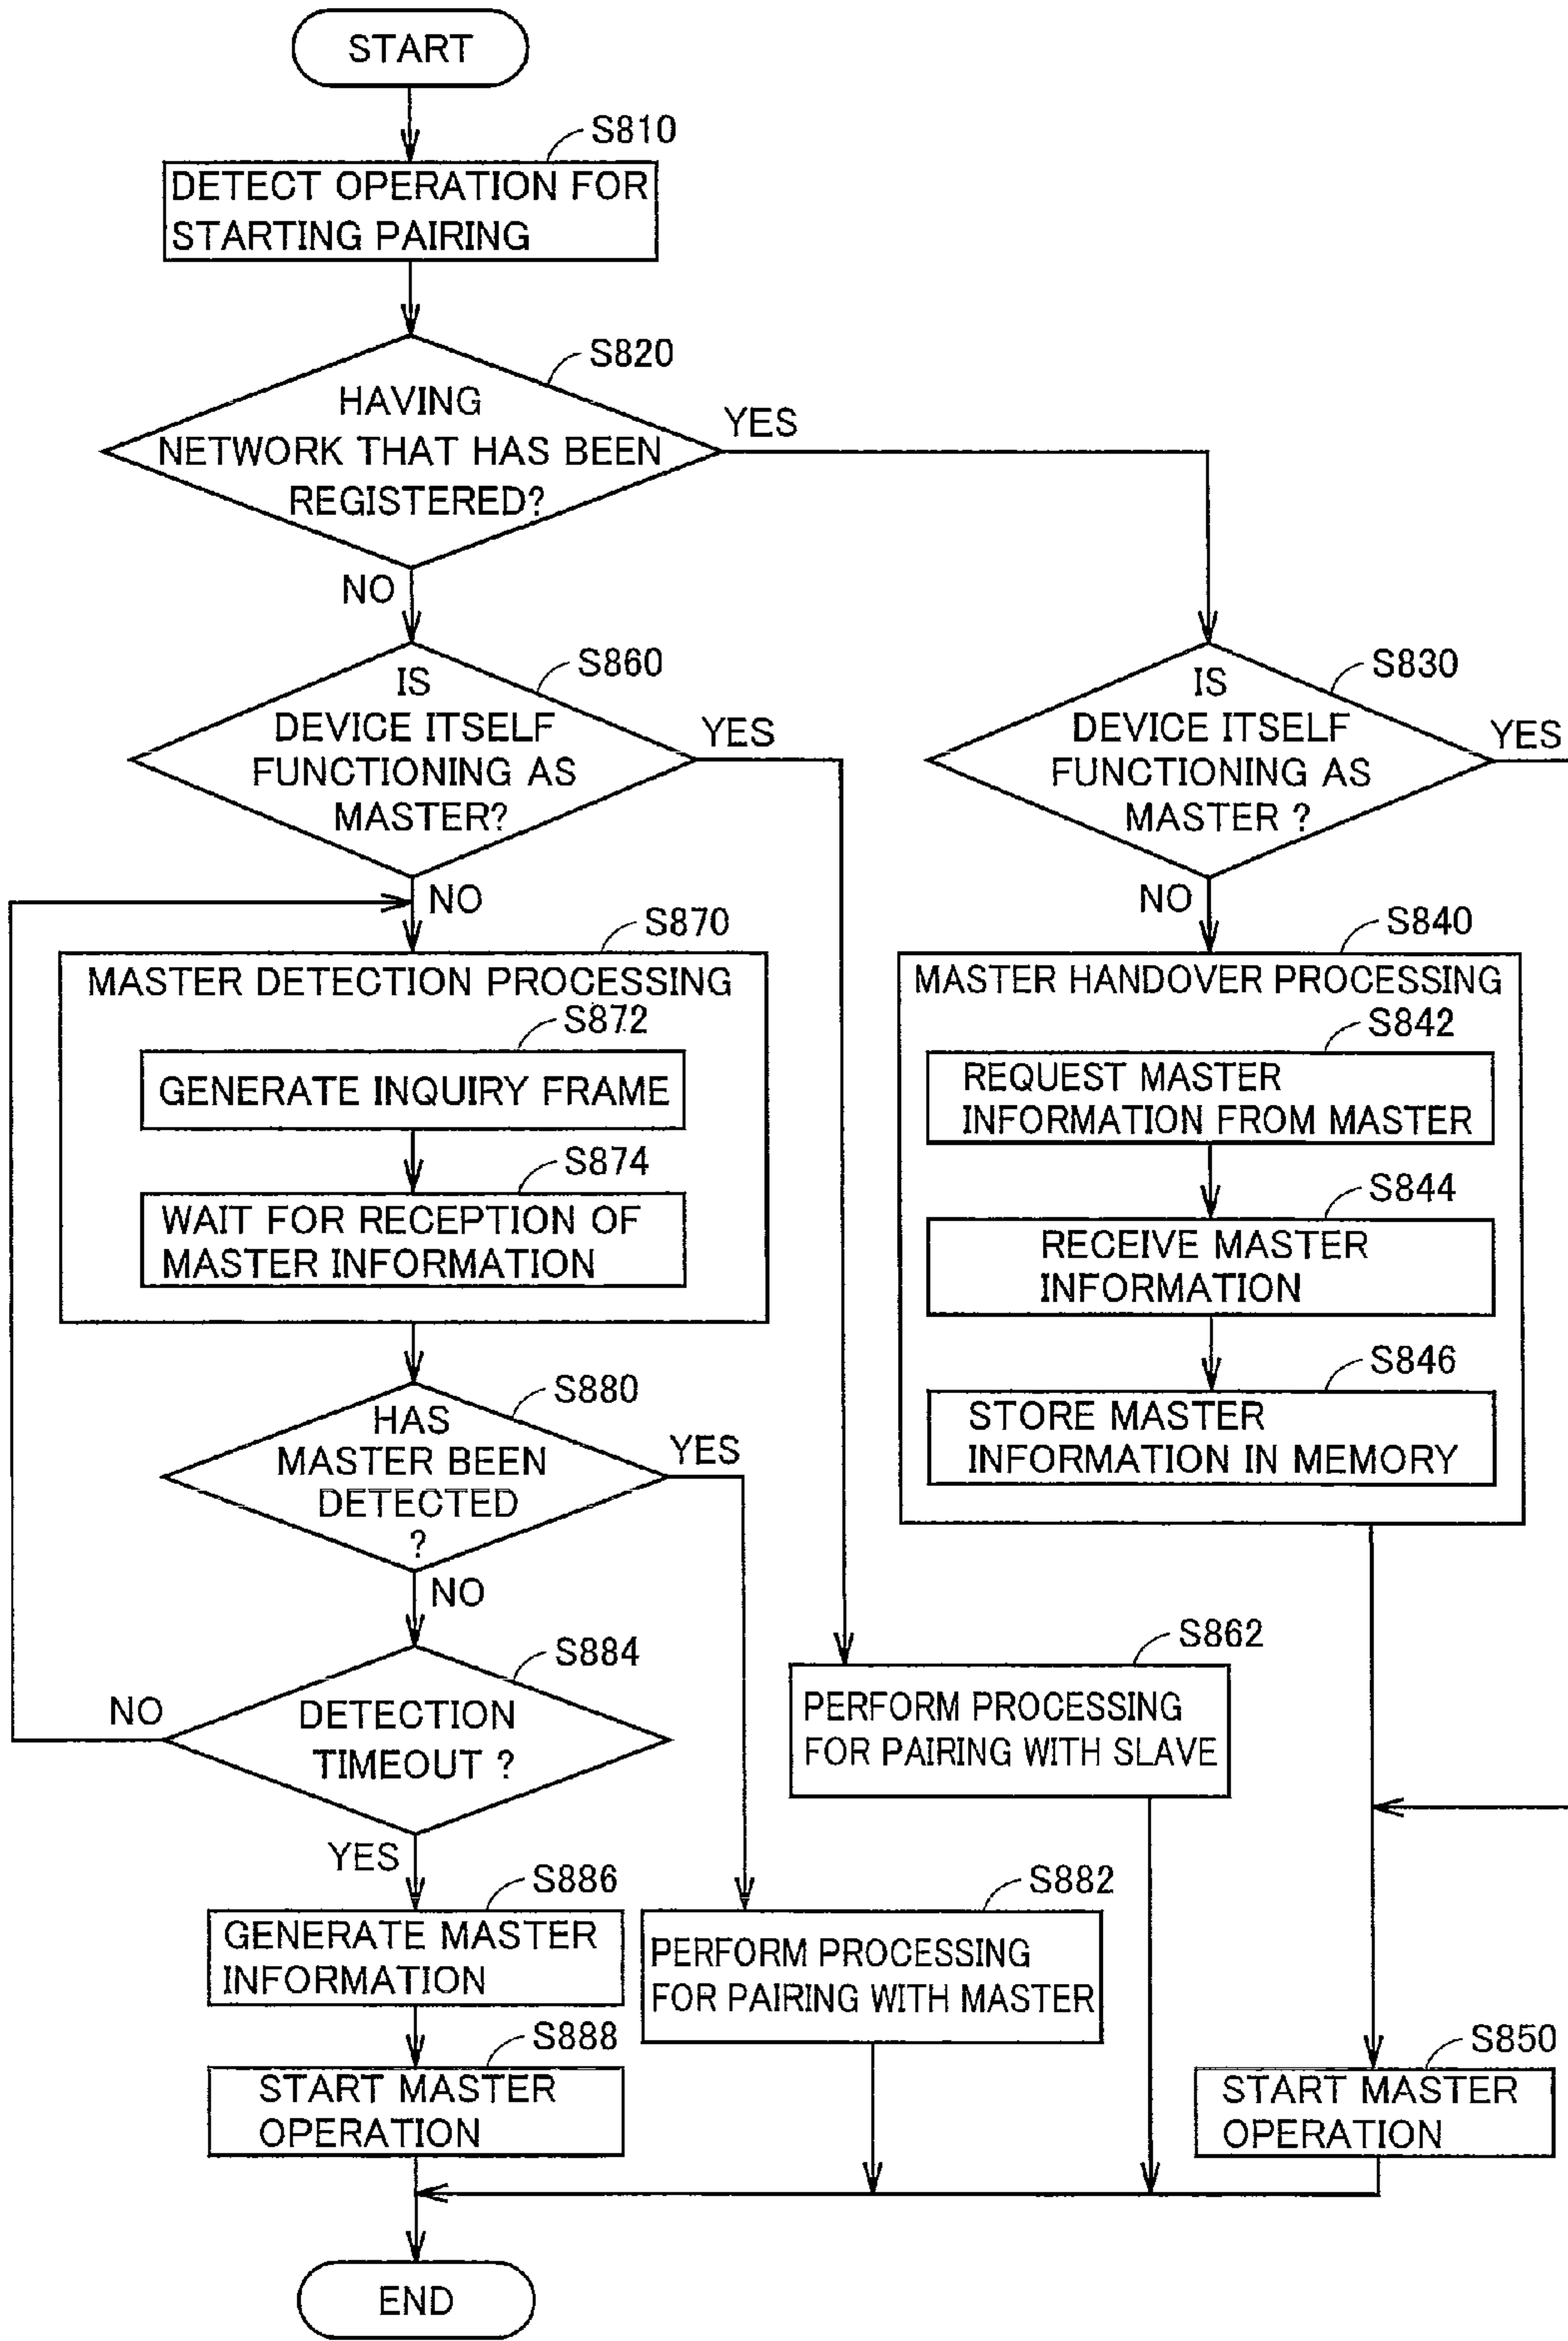 START
S810
DETECT OPERATION FOR
STARTING PAIRING
S820
HAVING
NETWORK THAT HAS BEEN
REGISTERED?
YES
NO
S860
IS
DEVICE ITSELF
FUNCTIONING AS
MASTER?
YES
NO
S830
IS
DEVICE ITSELF
FUNCTIONING AS
MASTER ?
YES
NO
S870
MASTER DETECTION PROCESSING
S872
GENERATE INQUIRY FRAME
S874
WAIT FOR RECEPTION OF
MASTER INFORMATION
S840
MASTER HANDOVER PROCESSING
S842
REQUEST MASTER
INFORMATION FROM MASTER
S844
RECEIVE MASTER
INFORMATION
S846
STORE MASTER
INFORMATION IN MEMORY
S880
HAS
MASTER BEEN
DETECTED
?
YES
NO
S884
DETECTION
TIMEOUT ?
NO
YES
S862
PERFORM PROCESSING
FOR PAIRING WITH SLAVE
S886
GENERATE MASTER
INFORMATION
S882
PERFORM PROCESSING
FOR PAIRING WITH MASTER
S888
START MASTER
OPERATION
S850
START MASTER
OPERATION
END